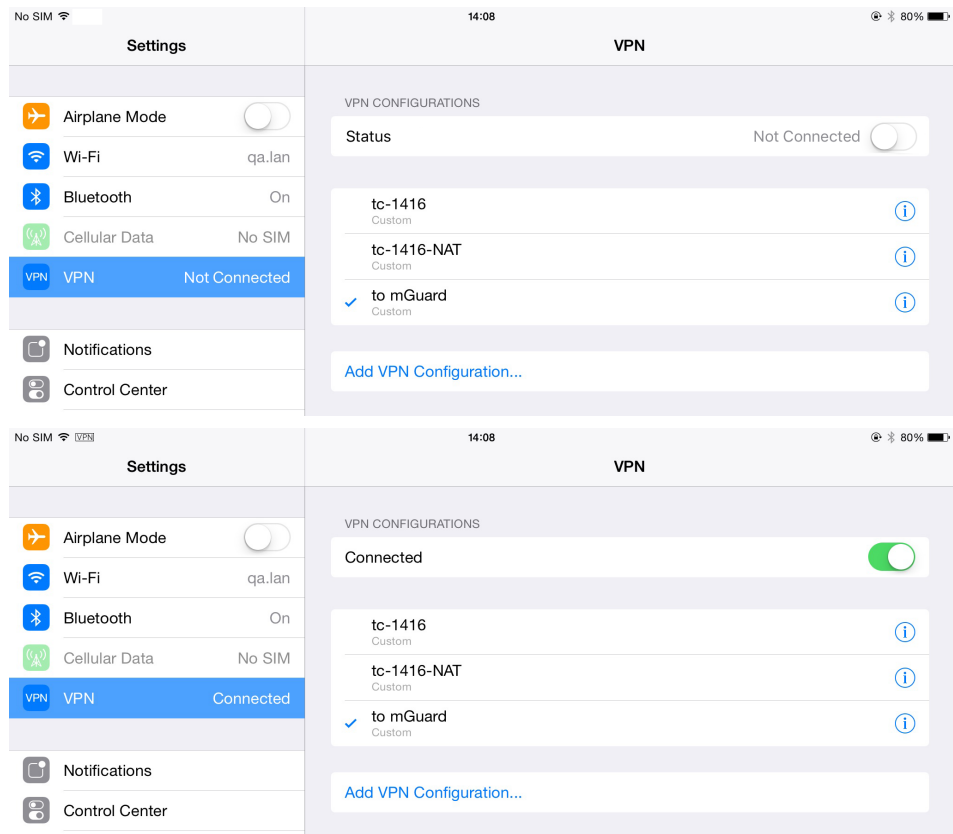 No SIM 14:08 80%
Settings VPN
VPN CONFIGURATIONS
Airplane Mode
Status Not Connected
Wi-Fi qa.lan
Bluetooth On
tc-1416
Custom
Cellular Data No SIM
tc-1416-NAT
Custom
VPN VPN Not Connected
to mGuard
Custom
Notifications
Add VPN Configuration...
Control Center
No SIM VPN 14:08 80%
Settings VPN
VPN CONFIGURATIONS
Airplane Mode
Connected
Wi-Fi qa.lan
Bluetooth On
tc-1416
Custom
Cellular Data No SIM
tc-1416-NAT
Custom
VPN VPN Connected
to mGuard
Custom
Notifications
Add VPN Configuration...
Control Center